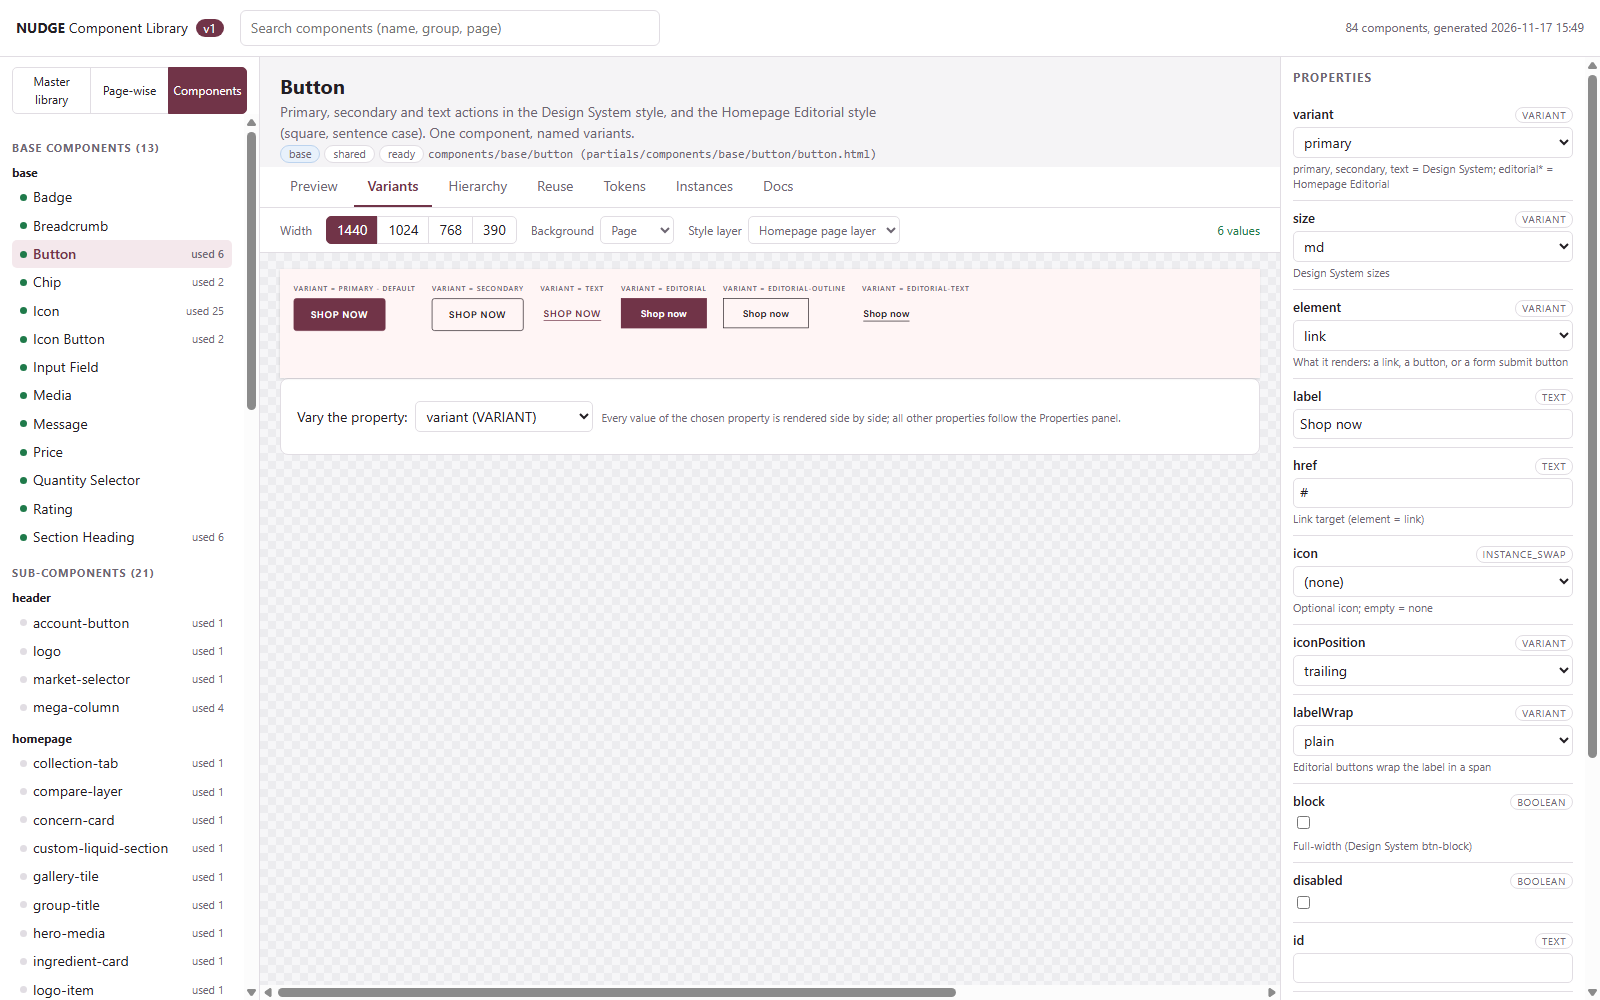 NUDGE Component Library v1
Search components (name, group, page)
84 components, generated 2026-11-17 15:49
Master library
Page-wise
Components
BASE COMPONENTS (13)
base
Badge
Breadcrumb
Button used 6
Chip used 2
Icon used 25
Icon Button used 2
Input Field
Media
Message
Price
Quantity Selector
Rating
Section Heading used 6
SUB-COMPONENTS (21)
header
account-button used 1
logo used 1
market-selector used 1
mega-column used 4
homepage
collection-tab used 1
compare-layer used 1
concern-card used 1
custom-liquid-section used 1
gallery-tile used 1
group-title used 1
hero-media used 1
ingredient-card used 1
logo-item used 1
Button
Primary, secondary and text actions in the Design System style, and the Homepage Editorial style
(square, sentence case). One component, named variants.
base shared ready components/base/button (partials/components/base/button/button.html)
Preview Variants Hierarchy Reuse Tokens Instances Docs
Width 1440 1024 768 390 Background Page Style layer Homepage page layer 6 values
VARIANT = PRIMARY · DEFAULT VARIANT = SECONDARY VARIANT = TEXT VARIANT = EDITORIAL VARIANT = EDITORIAL-OUTLINE VARIANT = EDITORIAL-TEXT
SHOP NOW SHOP NOW SHOP NOW Shop now Shop now Shop now
Vary the property: variant (VARIANT) Every value of the chosen property is rendered side by side; all other properties follow the Properties panel.
PROPERTIES
variant VARIANT
primary
primary, secondary, text = Design System; editorial* =
Homepage Editorial
size VARIANT
md
Design System sizes
element VARIANT
link
What it renders: a link, a button, or a form submit button
label TEXT
Shop now
href TEXT
#
Link target (element = link)
icon INSTANCE_SWAP
(none)
Optional icon; empty = none
iconPosition VARIANT
trailing
labelWrap VARIANT
plain
Editorial buttons wrap the label in a span
block BOOLEAN
Full-width (Design System btn-block)
disabled BOOLEAN
id TEXT